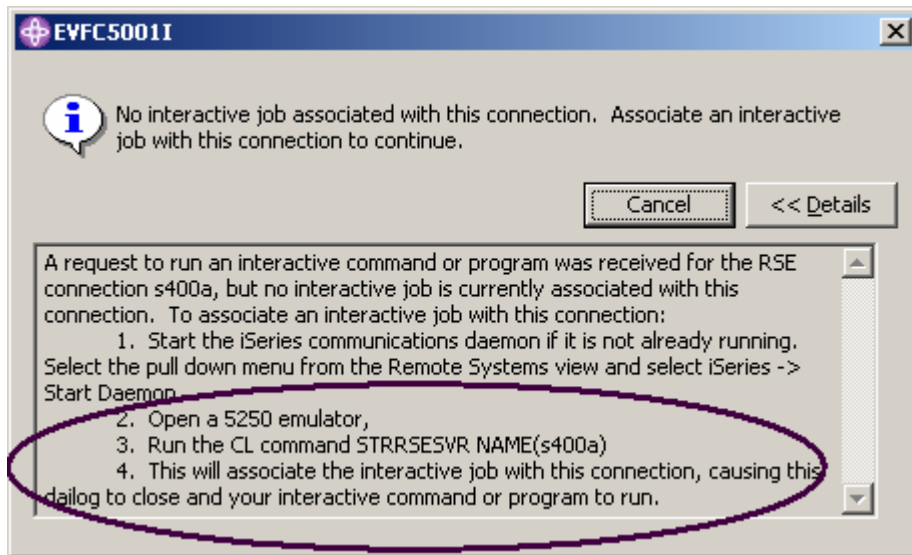 EVFC5001I
No interactive job associated with this connection. Associate an interactive
job with this connection to continue.
Cancel
<< Details
A request to run an interactive command or program was received for the RSE
connection s400a, but no interactive job is currently associated with this
connection. To associate an interactive job with this connection:
1. Start the iSeries communications daemon if it is not already running.
Select the pull down menu from the Remote Systems view and select iSeries ->
Start Daemon
2. Open a 5250 emulator,
3. Run the CL command STRRSESVR NAME(s400a)
4. This will associate the interactive job with this connection, causing this
dailog to close and your interactive command or program to run.